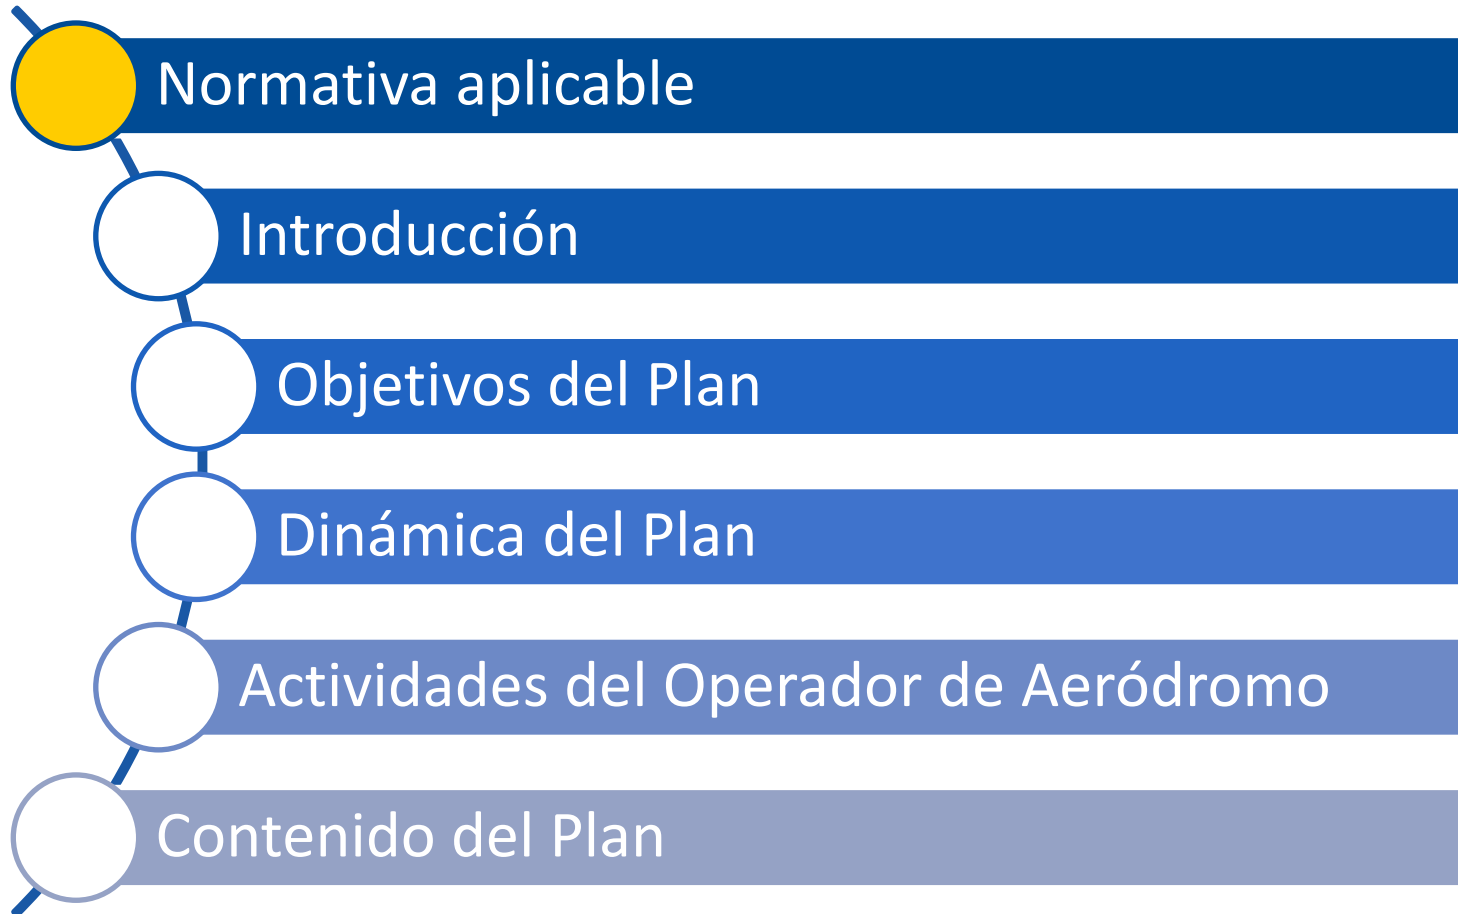 Normativa aplicable
Introducción
Objetivos del Plan
Dinámica del Plan
Actividades del Operador de Aeródromo
Contenido del Plan